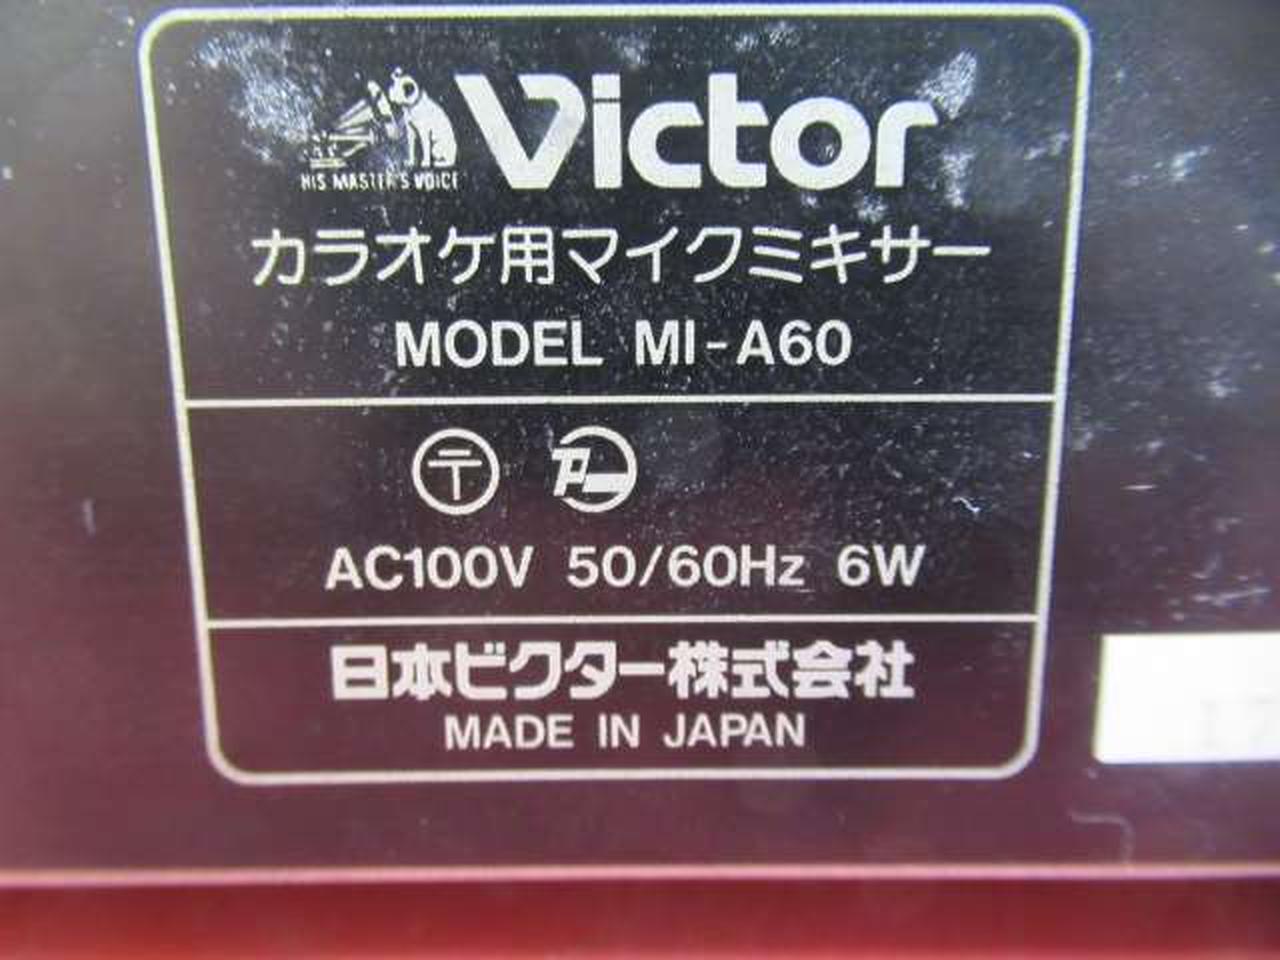 Victor
HIS MASTER'S VOICE
カラオケ用マイクミキサー
MODEL MI-A60
〒
AC100V 50/60Hz 6W
日本ビクター株式会社
MADE IN JAPAN